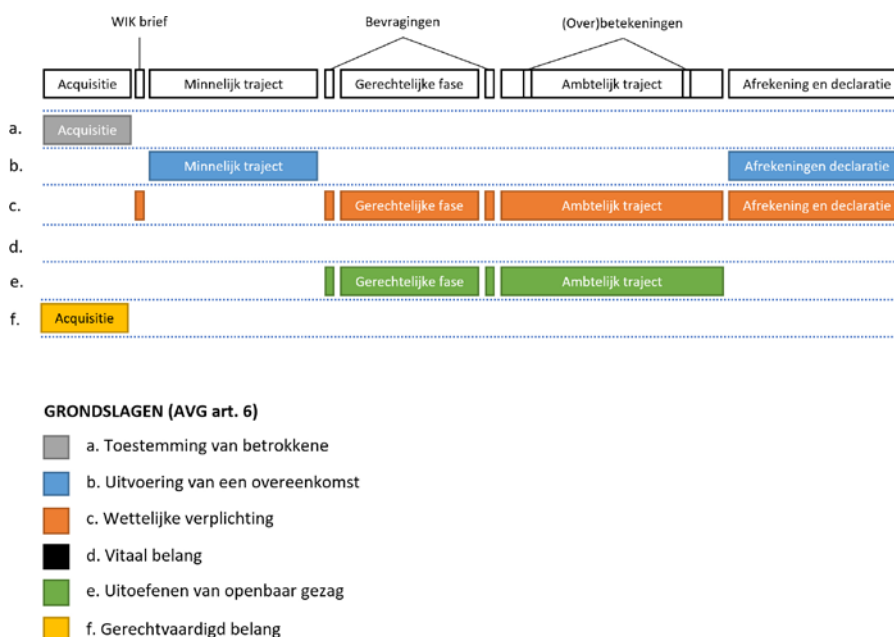 WIK brief Bevragingen (Over)betekeningen
Acquisitie Minnelijk traject Gerechtelijke fase Ambtelijk traject Afrekening en declaratie
a. Acquisitie
b. Minnelijk traject Afrekeningen declaratie
c. Gerechtelijke fase Ambtelijk traject Afrekening en declaratie
d.
e. Gerechtelijke fase Ambtelijk traject
f. Acquisitie
GRONDSLAGEN (AVG art. 6)
a. Toestemming van betrokkene
b. Uitvoering van een overeenkomst
c. Wettelijke verplichting
d. Vitaal belang
e. Uitoefenen van openbaar gezag
f. Gerechtvaardigd belang